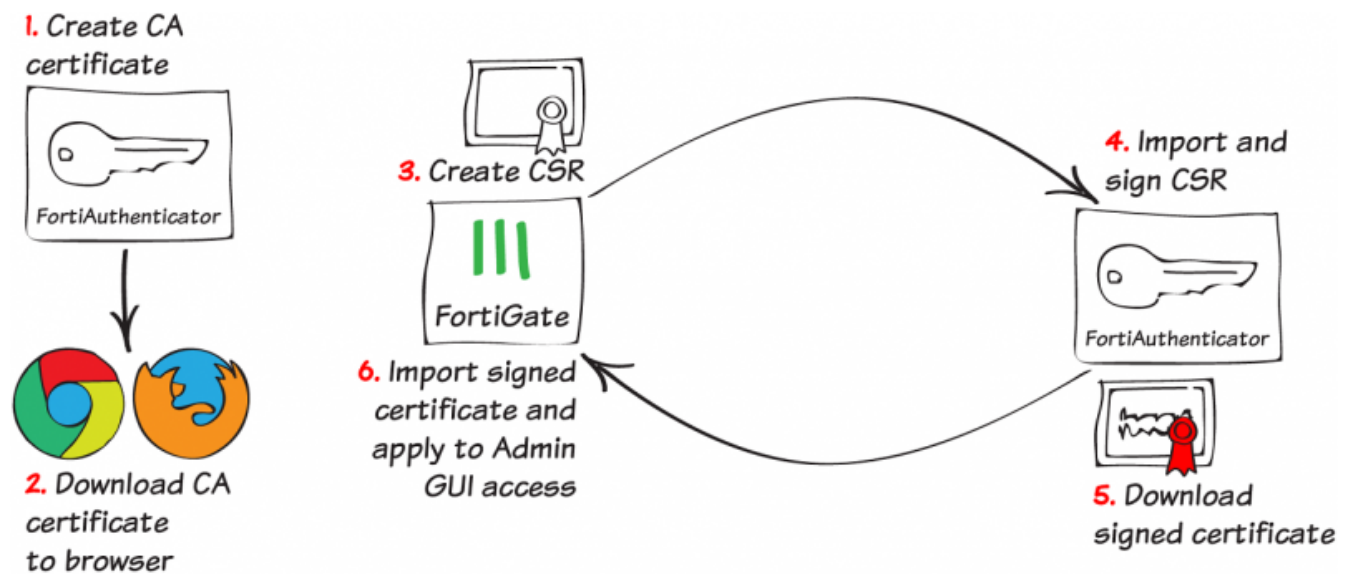 1. Create CA
certificate
FortiAuthenticator
2. Download CA
certificate
to browser
3. Create CSR
FortiGate
6. Import signed
certificate and
apply to Admin
GUI access
4. Import and
sign CSR
FortiAuthenticator
5. Download
signed certificate